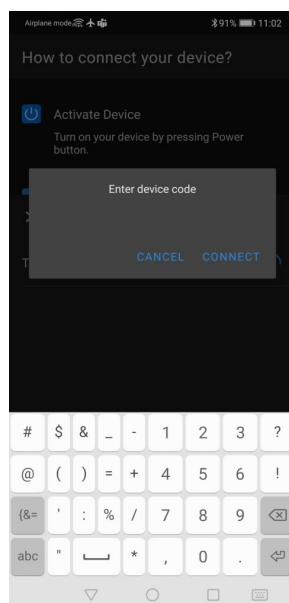 Airplane mode 91% 11:02
How to connect your device?
Activate Device
Turn on your device by pressing Power
button.
Enter device code
T
CANCEL CONNECT
# $ & _ - 1 2 3 ?
@ ( ) = + 4 5 6 !
{&= ' : % / 7 8 9
abc " * , 0 .